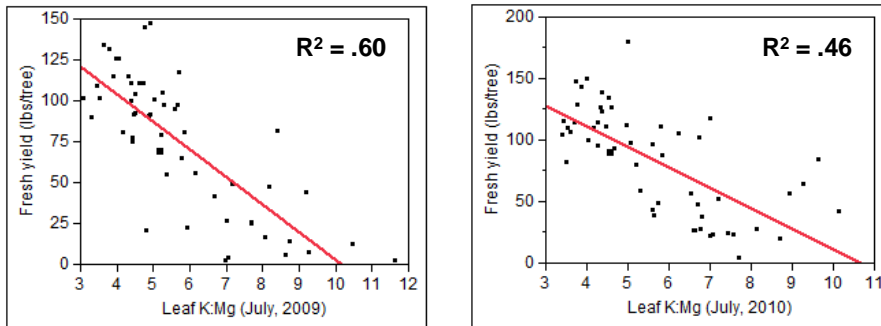 150
125
100
75
50
25
0
Fresh yield (lbs/tree)
R² = .60
3 4 5 6 7 8 9 10 11 12
Leaf K:Mg (July, 2009)
200
150
100
50
0
Fresh yield (lbs/tree)
R² = .46
3 4 5 6 7 8 9 10 11
Leaf K:Mg (July, 2010)